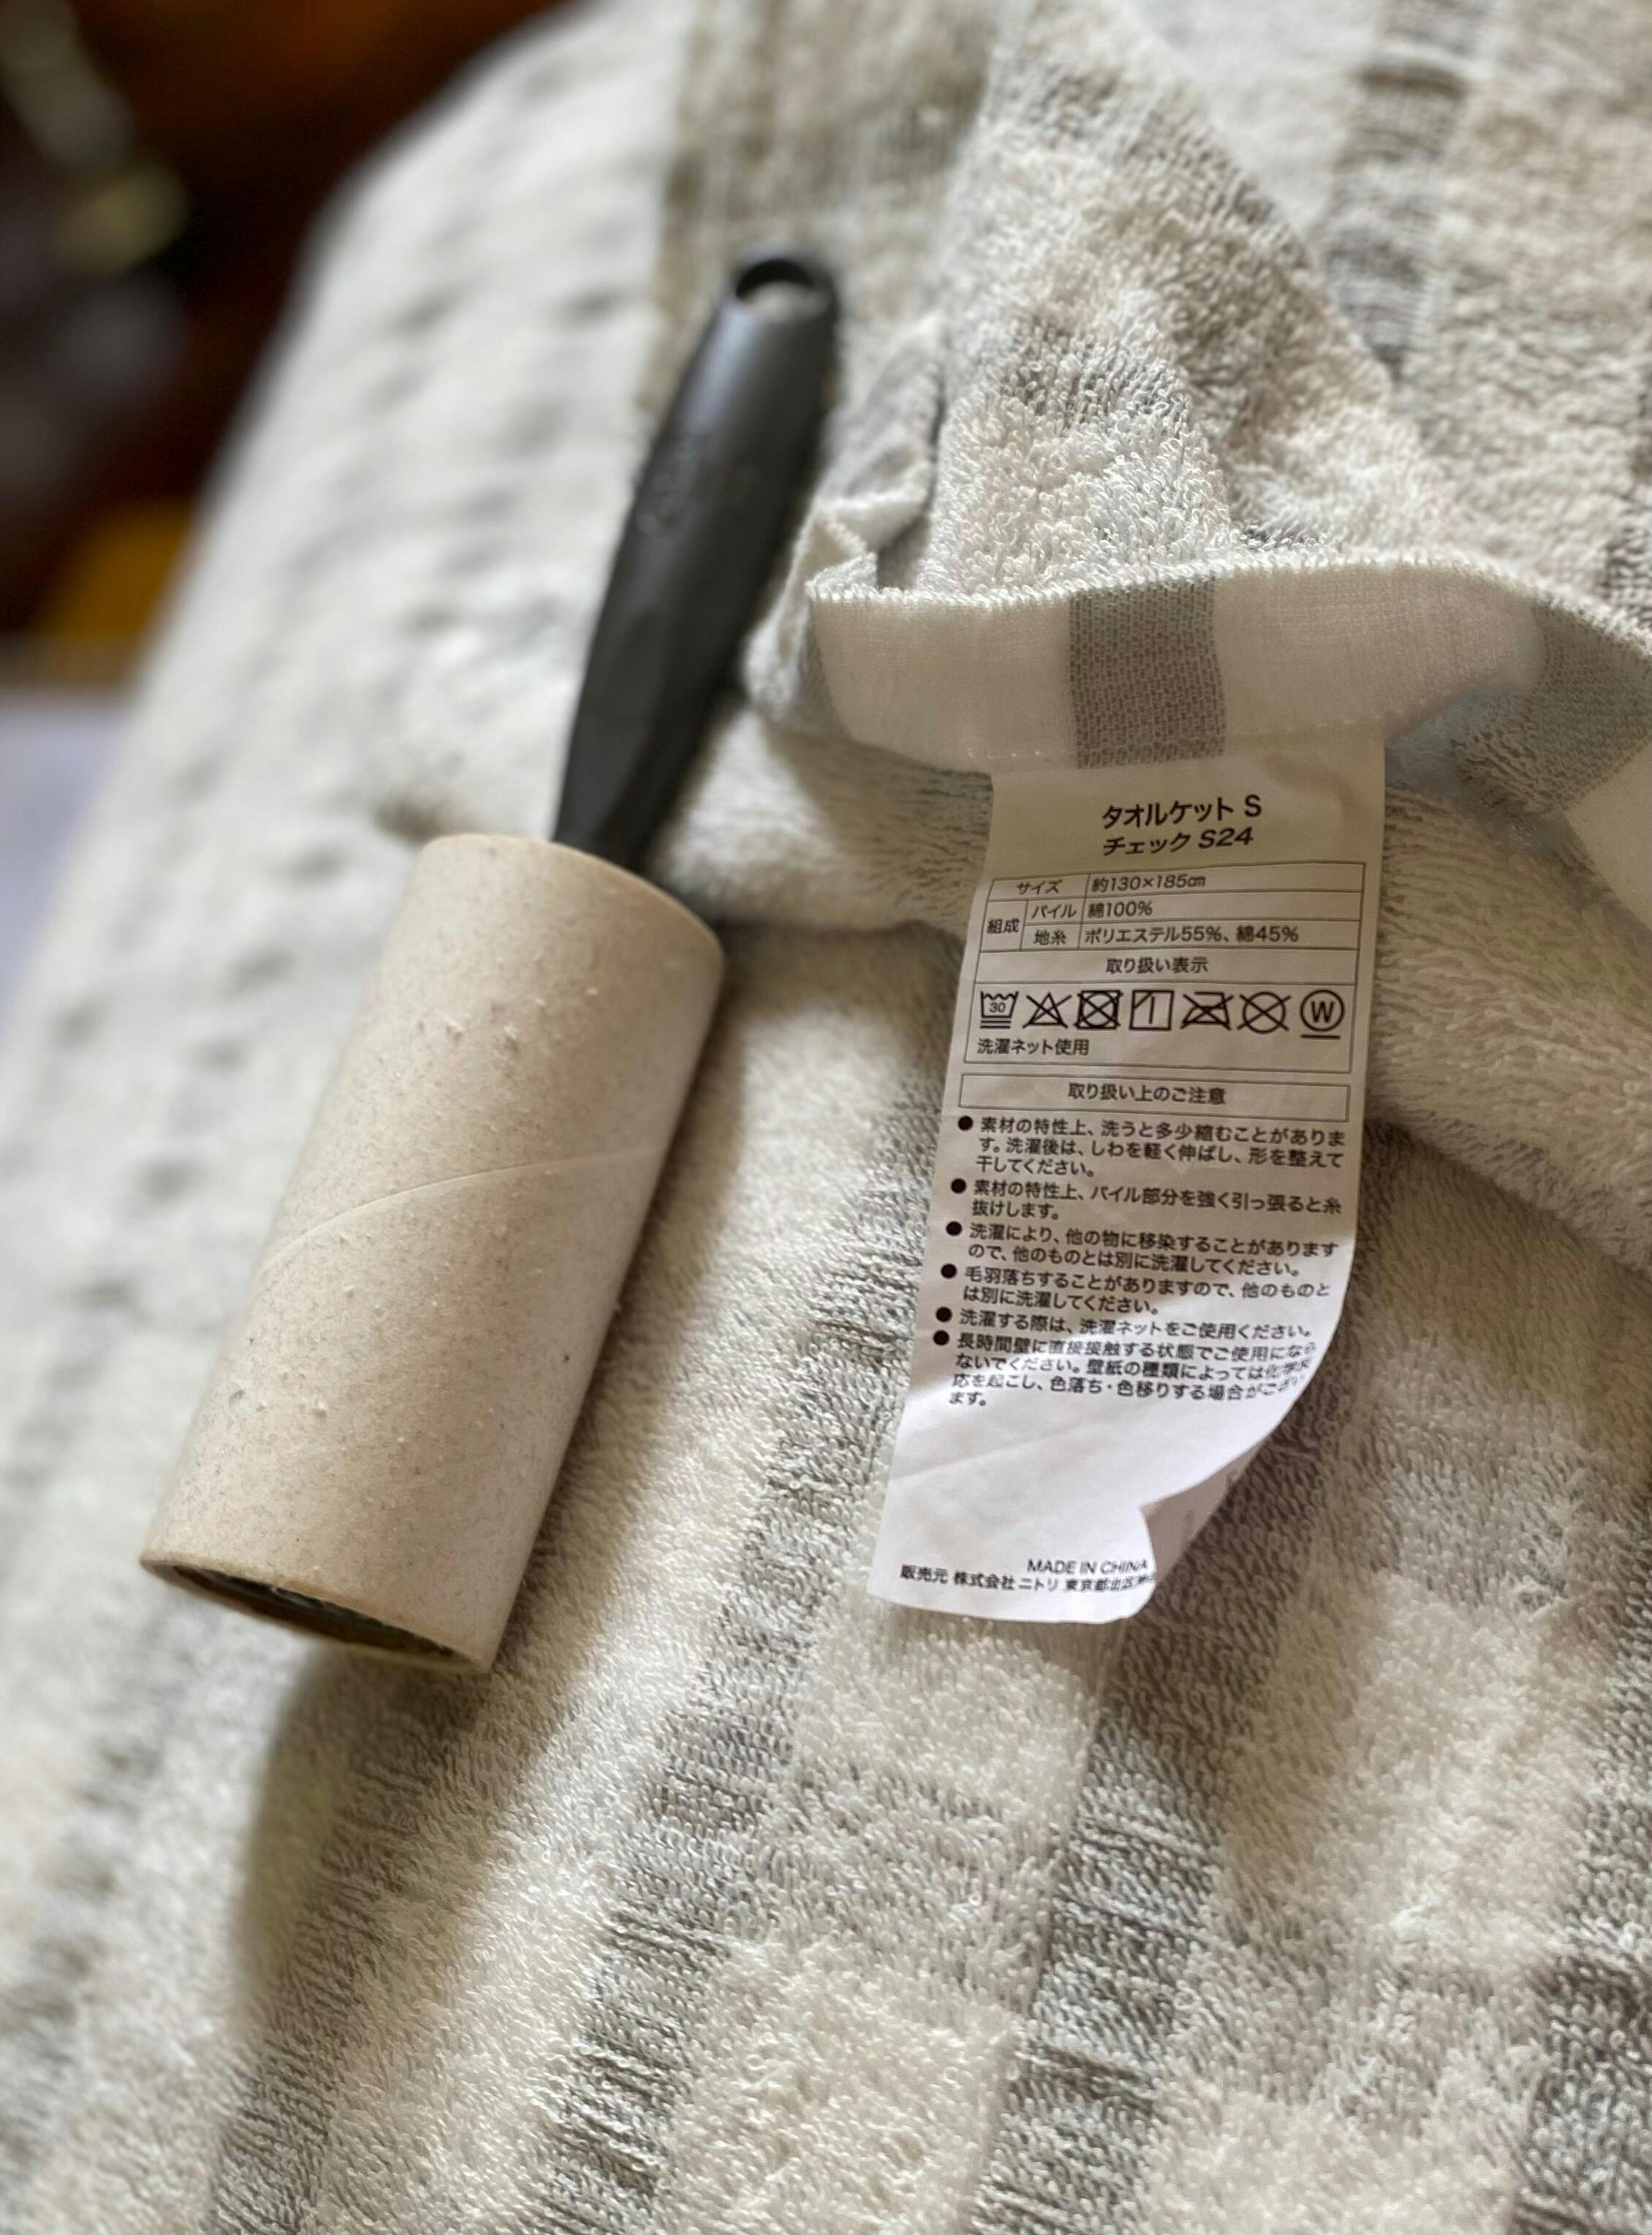 タオルケット S
チェック S24
サイズ 約130×185㎝
組成 パイル 綿100%
地糸 ポリエステル55%、綿45%
取り扱い表示
30 W
洗濯ネット使用
取り扱い上のご注意
● 素材の特性上、洗うと多少縮むことがありま
す。洗濯後は、しわを軽く伸ばし、形を整えて
干してください。
● 素材の特性上、パイル部分を強く引っ張ると糸
抜けします。
● 洗濯により、他の物に移染することがあります
ので、他のものとは別に洗濯してください。
● 毛羽落ちすることがありますので、他のものと
は別に洗濯してください。
● 洗濯する際は、洗濯ネットをご使用ください。
● 長時間壁に直接接触する状態でご使用になら
ないでください。壁紙の種類によっては化学反
応を起こし、色落ち・色移りする場合がござい
ます。
MADE IN CHINA
販売元 株式会社ニトリ 東京都北区